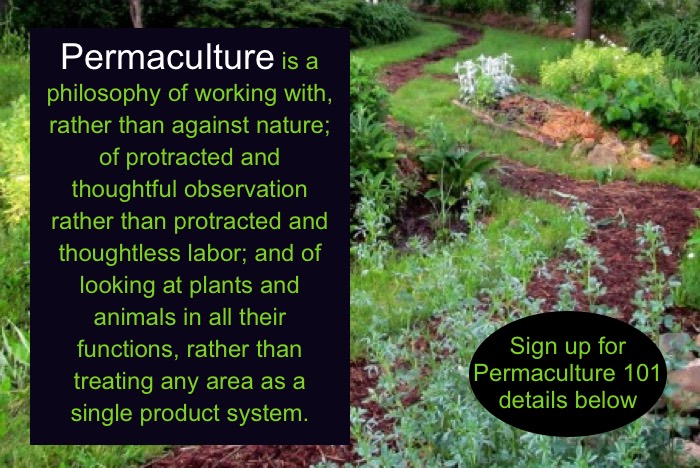 Permaculture is a
philosophy of working with,
rather than against nature;
of protracted and
thoughtful observation
rather than protracted and
thoughtless labor; and of
looking at plants and
animals in all their
functions, rather than
treating any area as a
single product system.
Sign up for
Permaculture 101
details below